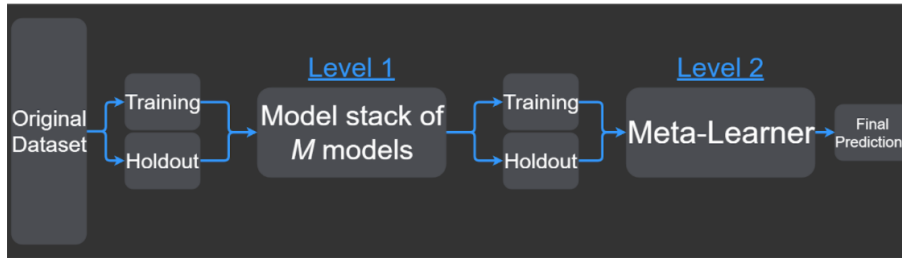 Original
Dataset
Training
Holdout
Level 1
Model stack of
M models
Training
Holdout
Level 2
Meta-Learner
Final
Prediction